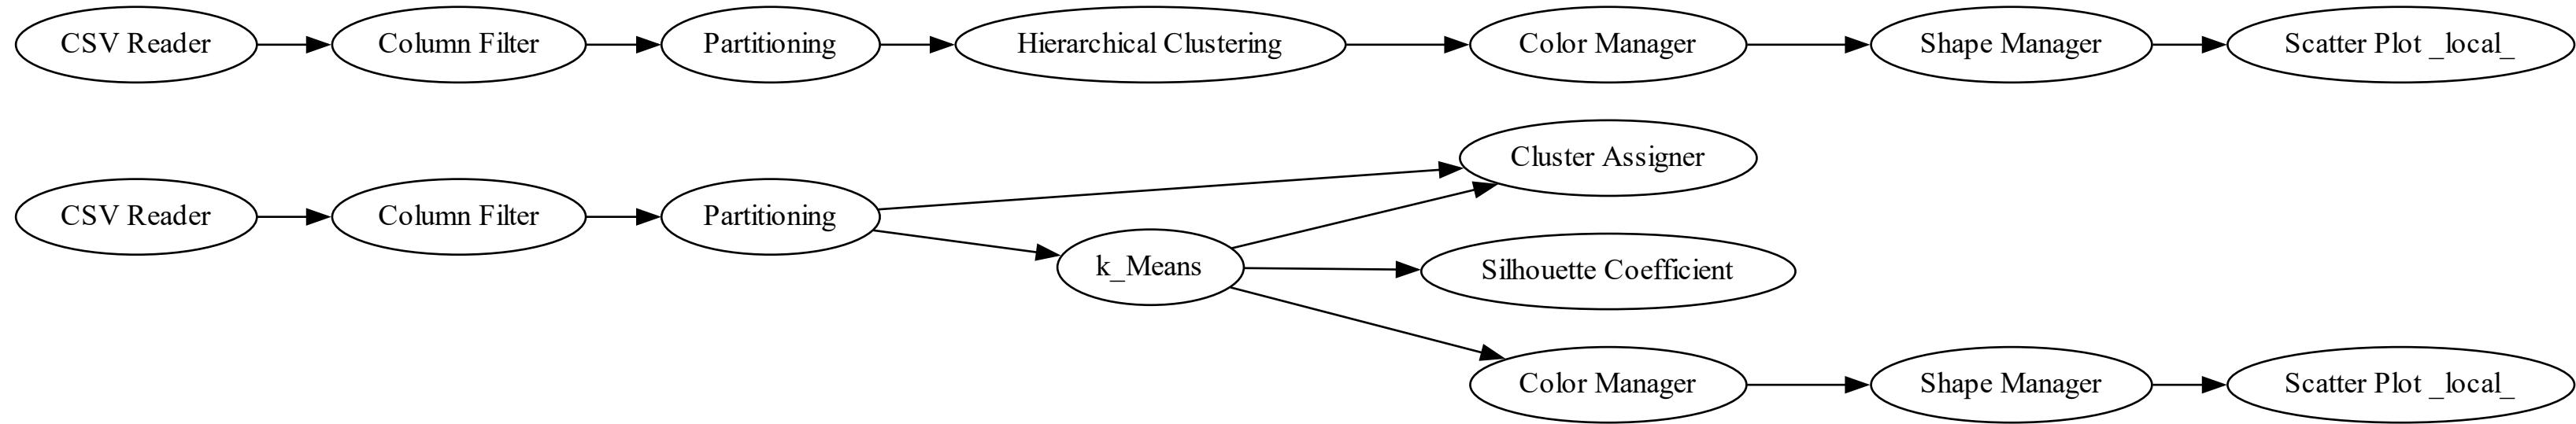 CSV Reader
Column Filter
Partitioning
Hierarchical Clustering
Color Manager
Shape Manager
Scatter Plot _local_
Cluster Assigner
CSV Reader
Column Filter
Partitioning
k_Means
Silhouette Coefficient
Color Manager
Shape Manager
Scatter Plot _local_